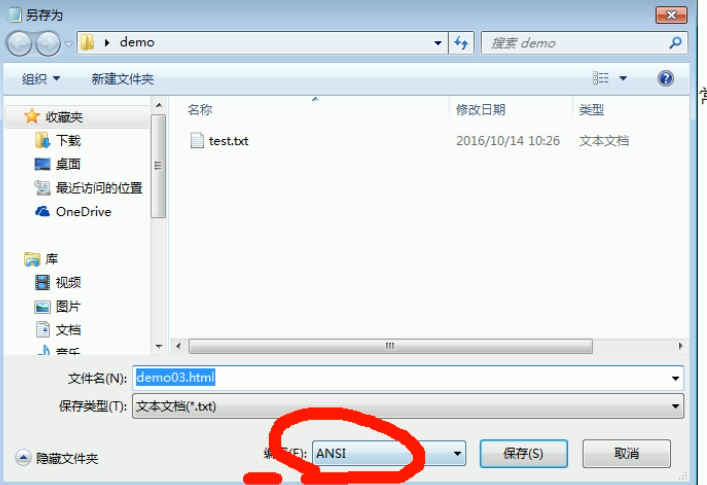 另存为
demo
搜索 demo
组织
新建文件夹
收藏夹
下载
桌面
最近访问的位置
OneDrive
库
视频
图片
文档
音乐
名称
修改日期
类型
test.txt
2016/10/14 10:26
文本文档
文件名(N):
demo03.html
保存类型(T):
文本文档(*.txt)
隐藏文件夹
(E):
ANSI
保存(S)
取消